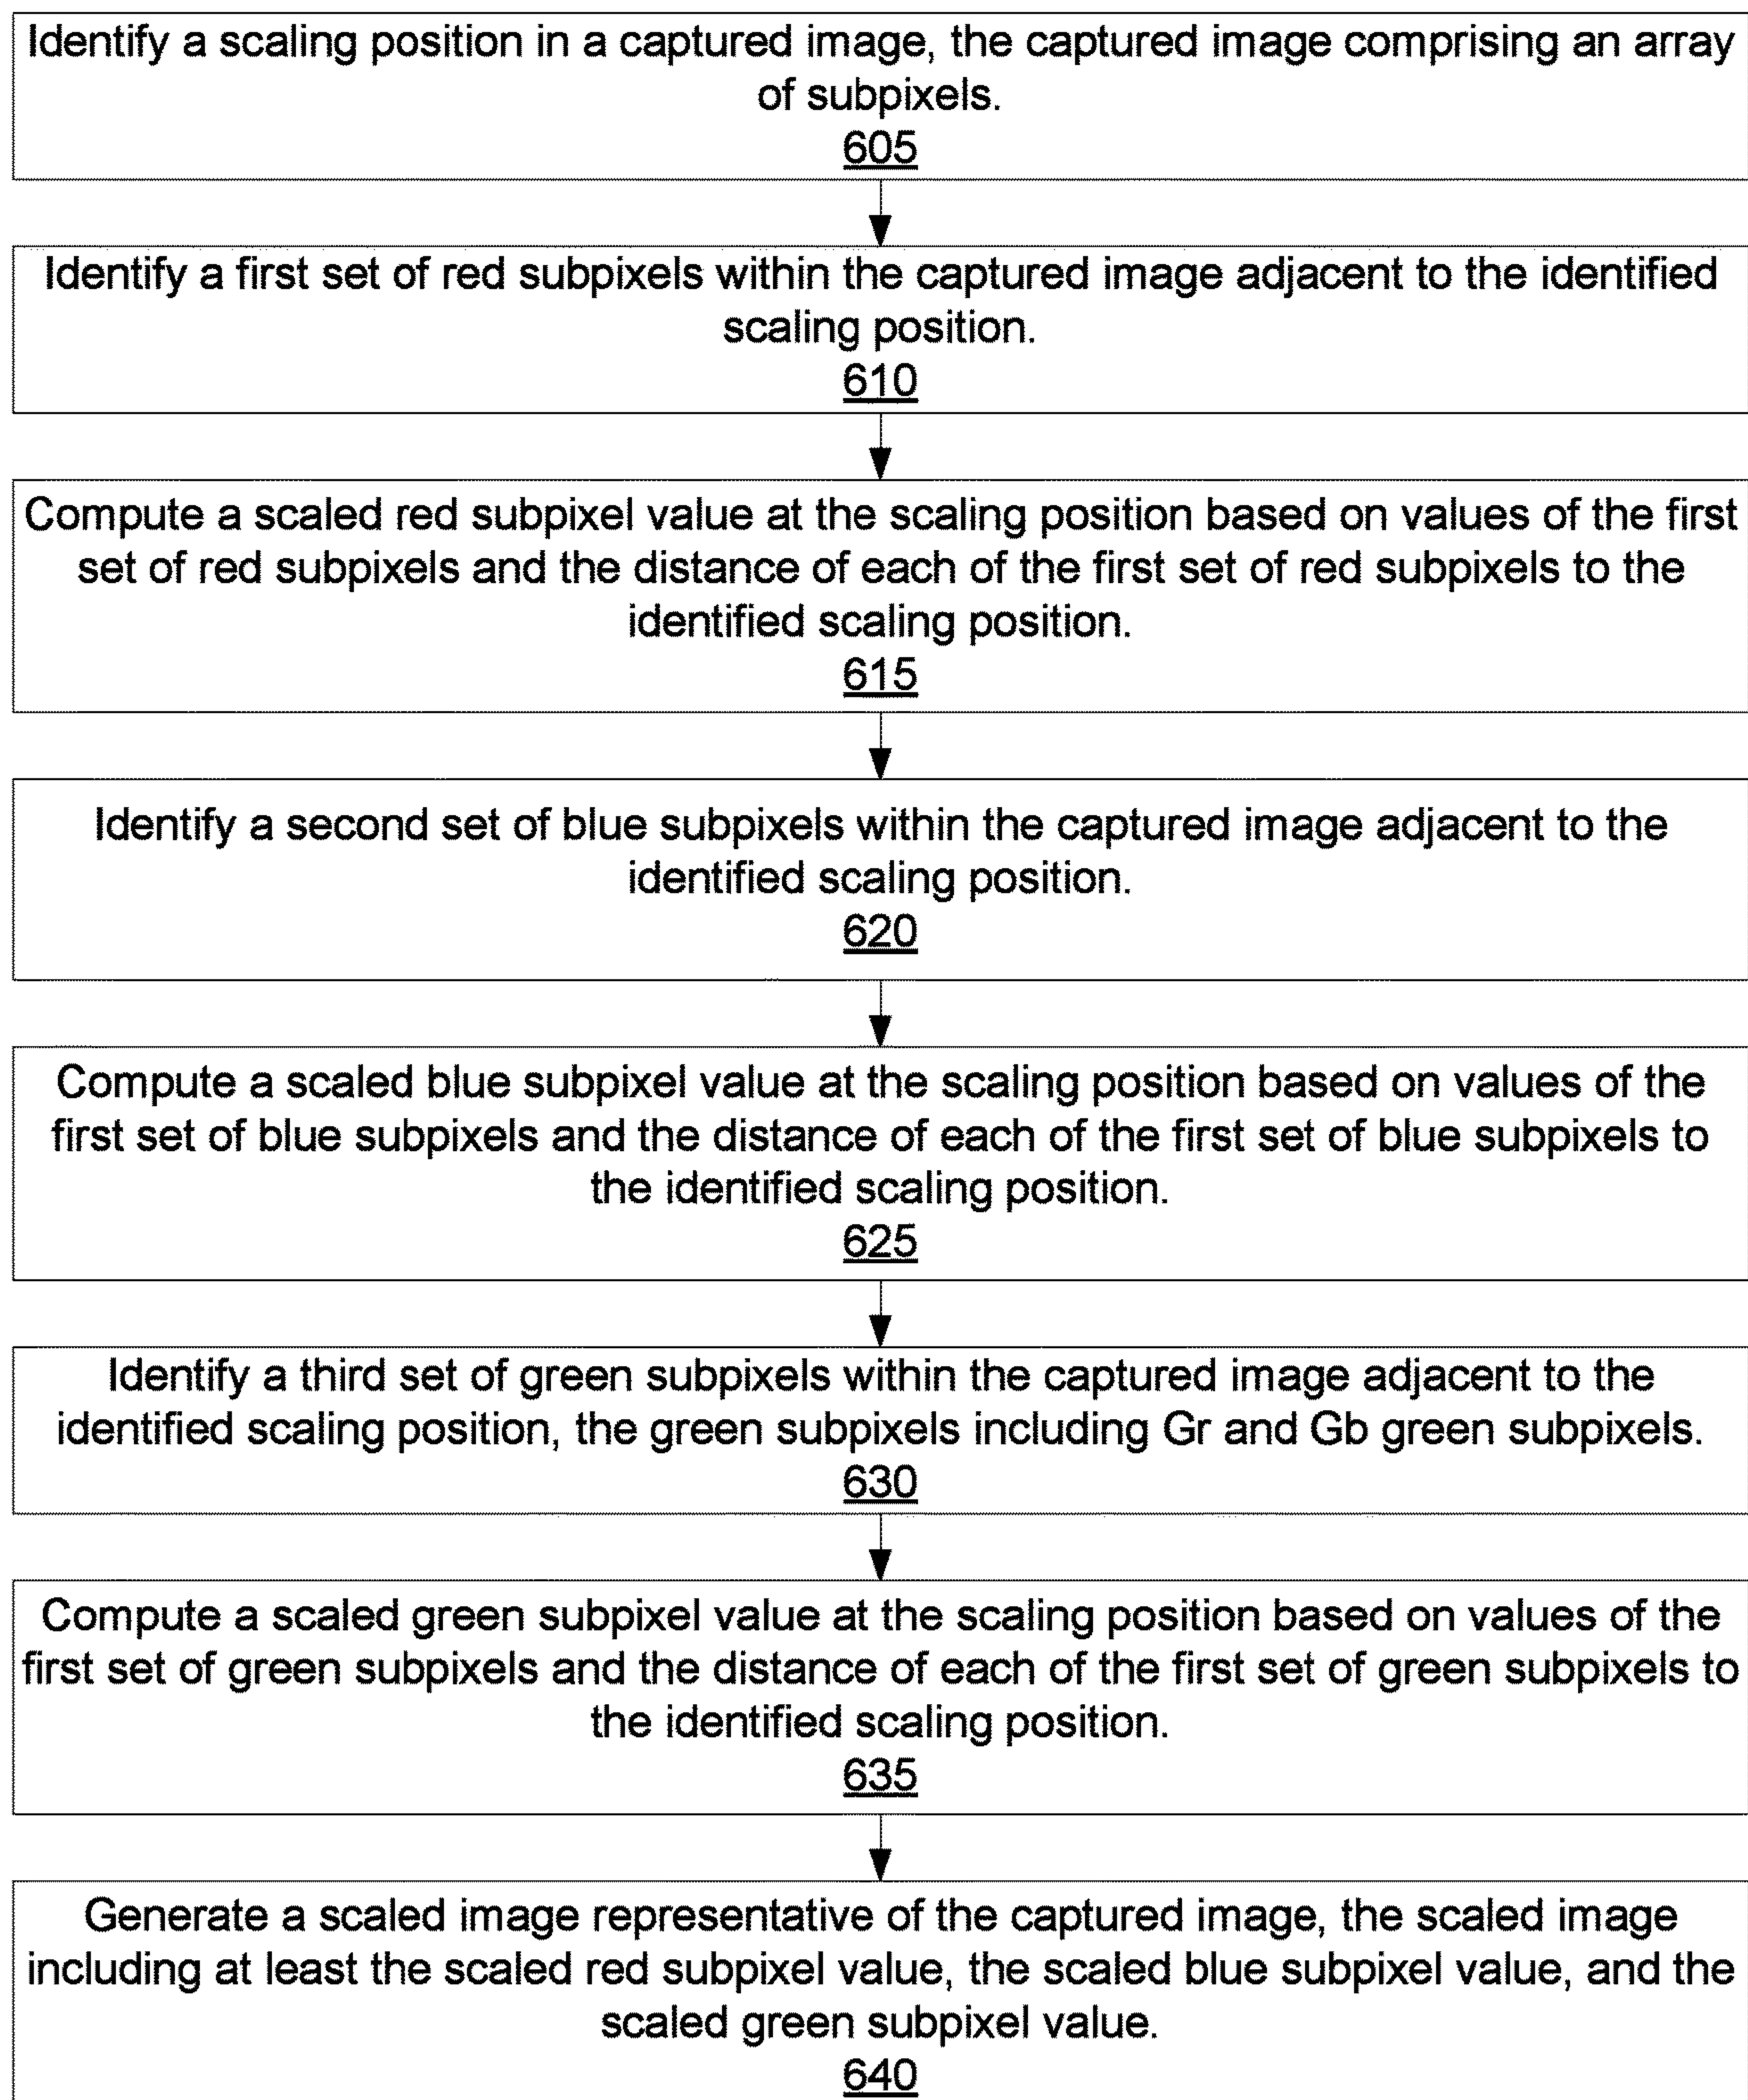 Identify a scaling position in a captured image, the captured image comprising an array
of subpixels.
605
Identify a first set of red subpixels within the captured image adjacent to the identified
scaling position.
610
Compute a scaled red subpixel value at the scaling position based on values of the first
set of red subpixels and the distance of each of the first set of red subpixels to the
identified scaling position.
615
Identify a second set of blue subpixels within the captured image adjacent to the
identified scaling position.
620
Compute a scaled blue subpixel value at the scaling position based on values of the
first set of blue subpixels and the distance of each of the first set of blue subpixels to
the identified scaling position.
625
Identify a third set of green subpixels within the captured image adjacent to the
identified scaling position, the green subpixels including Gr and Gb green subpixels.
630
Compute a scaled green subpixel value at the scaling position based on values of the
first set of green subpixels and the distance of each of the first set of green subpixels to
the identified scaling position.
635
Generate a scaled image representative of the captured image, the scaled image
including at least the scaled red subpixel value, the scaled blue subpixel value, and the
scaled green subpixel value.
640